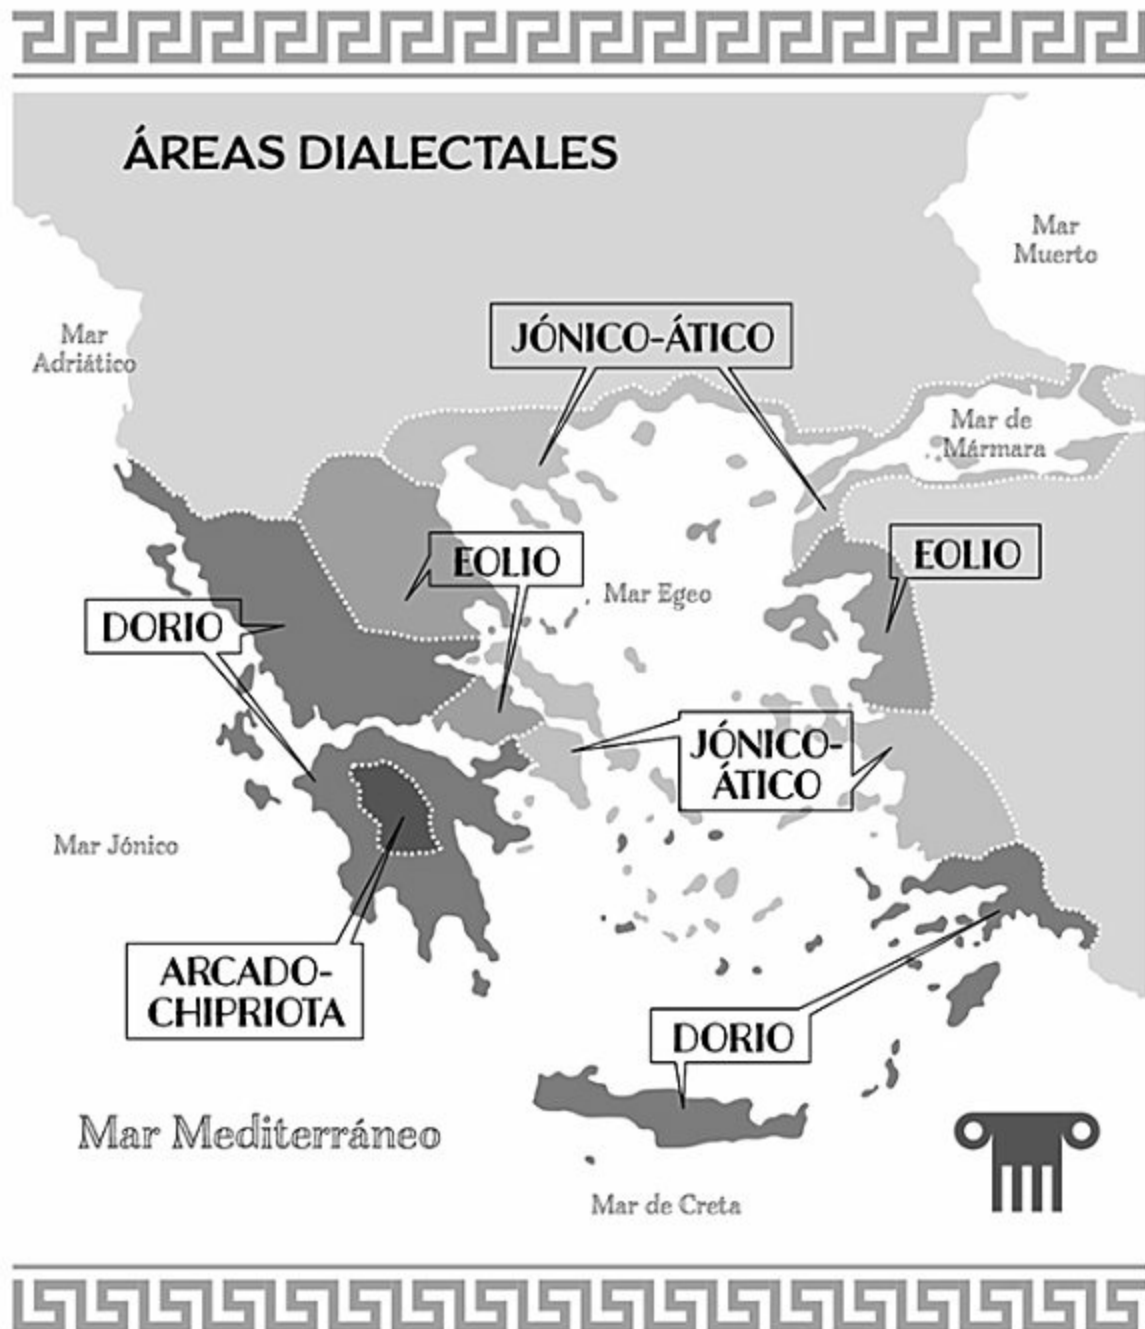 ÁREAS DIALECTALES
Mar
Muerto
Mar
Adriático
JÓNICO-ÁTICO
Mar de
Mármara
EOLIO
EOLIO
Mar Egeo
DORIO
JÓNICO-
ÁTICO
Mar Jónico
ARCADO-
CHIPRIOTA
DORIO
Mar Mediterráneo
Mar de Creta